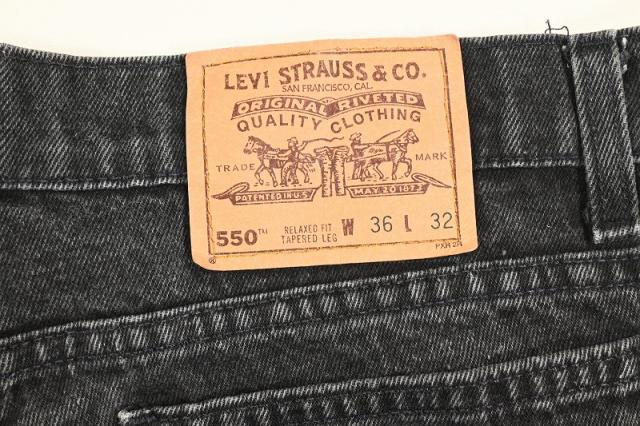 LEVI STRAUSS & CO.
SAN FRANCISCO, CAL.
ORIGINAL RIVETED
QUALITY CLOTHING
TRADE MARK
PATENTED IN U.S. MAY 20 1873
550™ RELAXED FIT W 36 L 32
TAPERED LEG
®